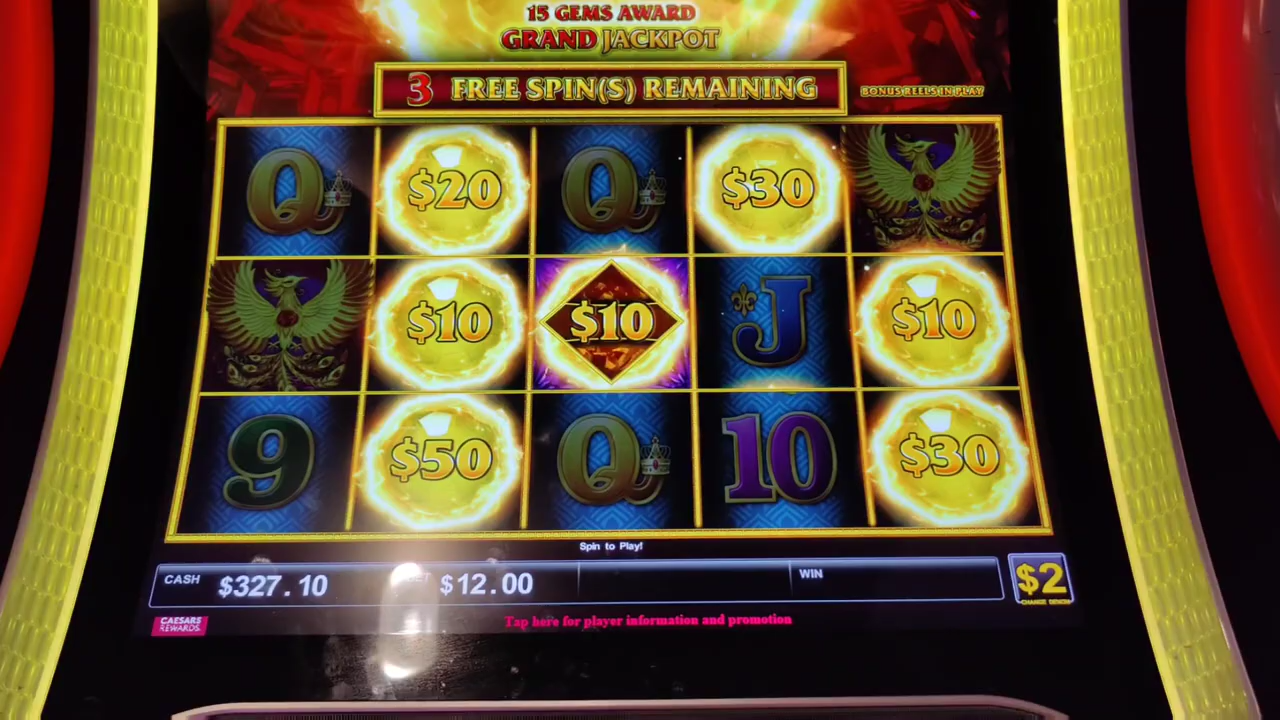 15 GEMS AWARD
GRAND JACKPOT
3 FREE SPIN(S) REMAINING
BONUS REELS IN PLAY
Q $20 Q $30
$10 $10 J $10
9 $50 Q 10 $30
Spin to Play!
CASH $327.10 $12.00 WIN $2
CHANGE DENOM
CAESARS
REWARDS
Tap here for player information and promotion